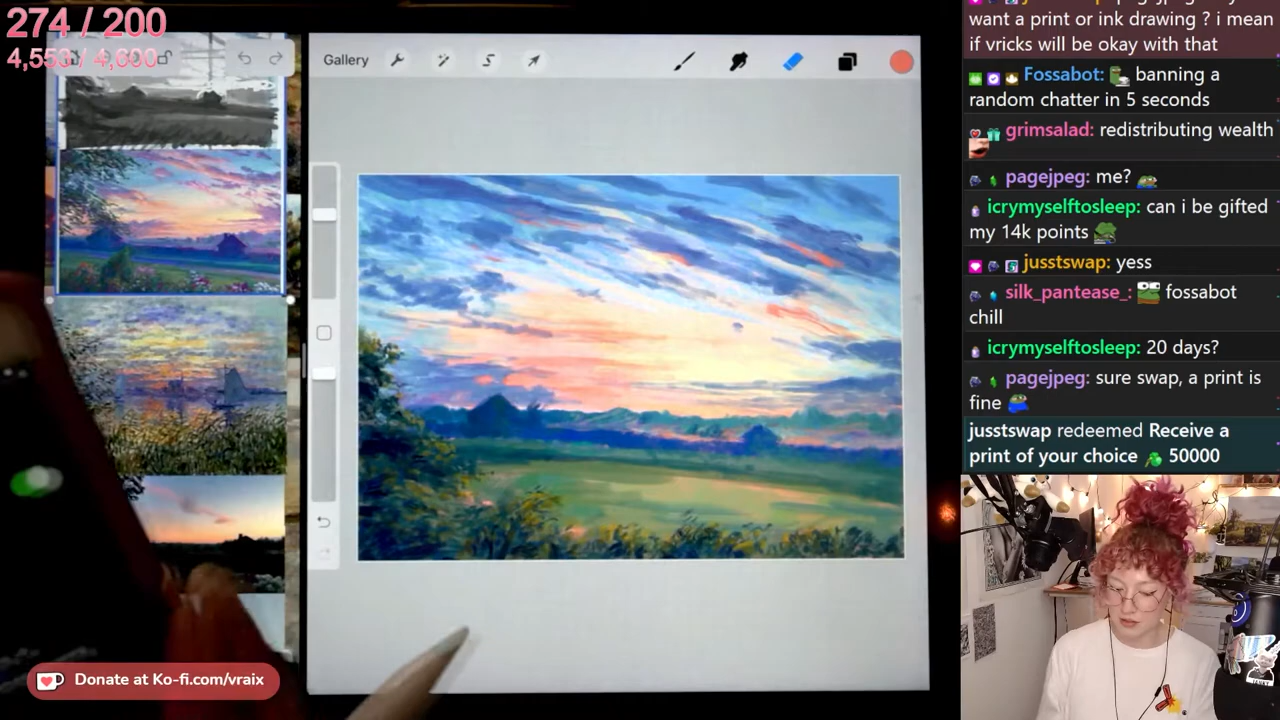 274 / 200
4,553 / 4,600
Gallery
want a print or ink drawing ? i mean
if vricks will be okay with that
Fossabot: banning a
random chatter in 5 seconds
grimsalad: redistributing wealth
pagejpeg: me?
icrymyselftosleep: can i be gifted
my 14k points
jusstswap: yess
silk_pantease_: fossabot
chill
icrymyselftosleep: 20 days?
pagejpeg: sure swap, a print is
fine
jusstswap redeemed Receive a
print of your choice 50000
Donate at Ko-fi.com/vraix